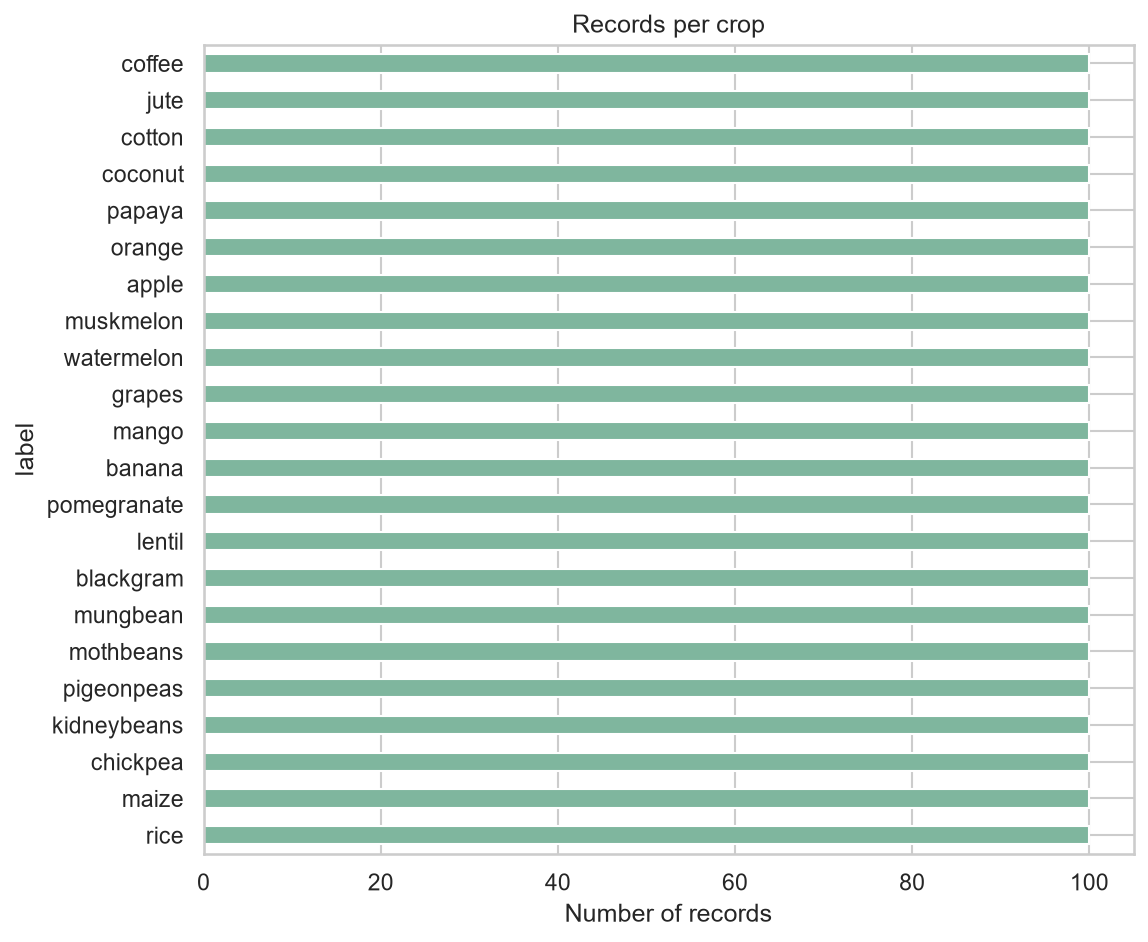 Records per crop
coffee
jute
cotton
coconut
papaya
orange
apple
muskmelon
watermelon
grapes
mango
banana
pomegranate
lentil
blackgram
mungbean
mothbeans
pigeonpeas
kidneybeans
chickpea
maize
rice
label
0 20 40 60 80 100
Number of records